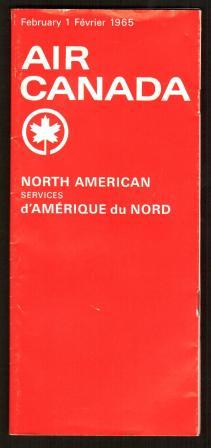 February 1 Février 1965
AIR
CANADA
NORTH AMERICAN
SERVICES
d'AMÉRIQUE du NORD